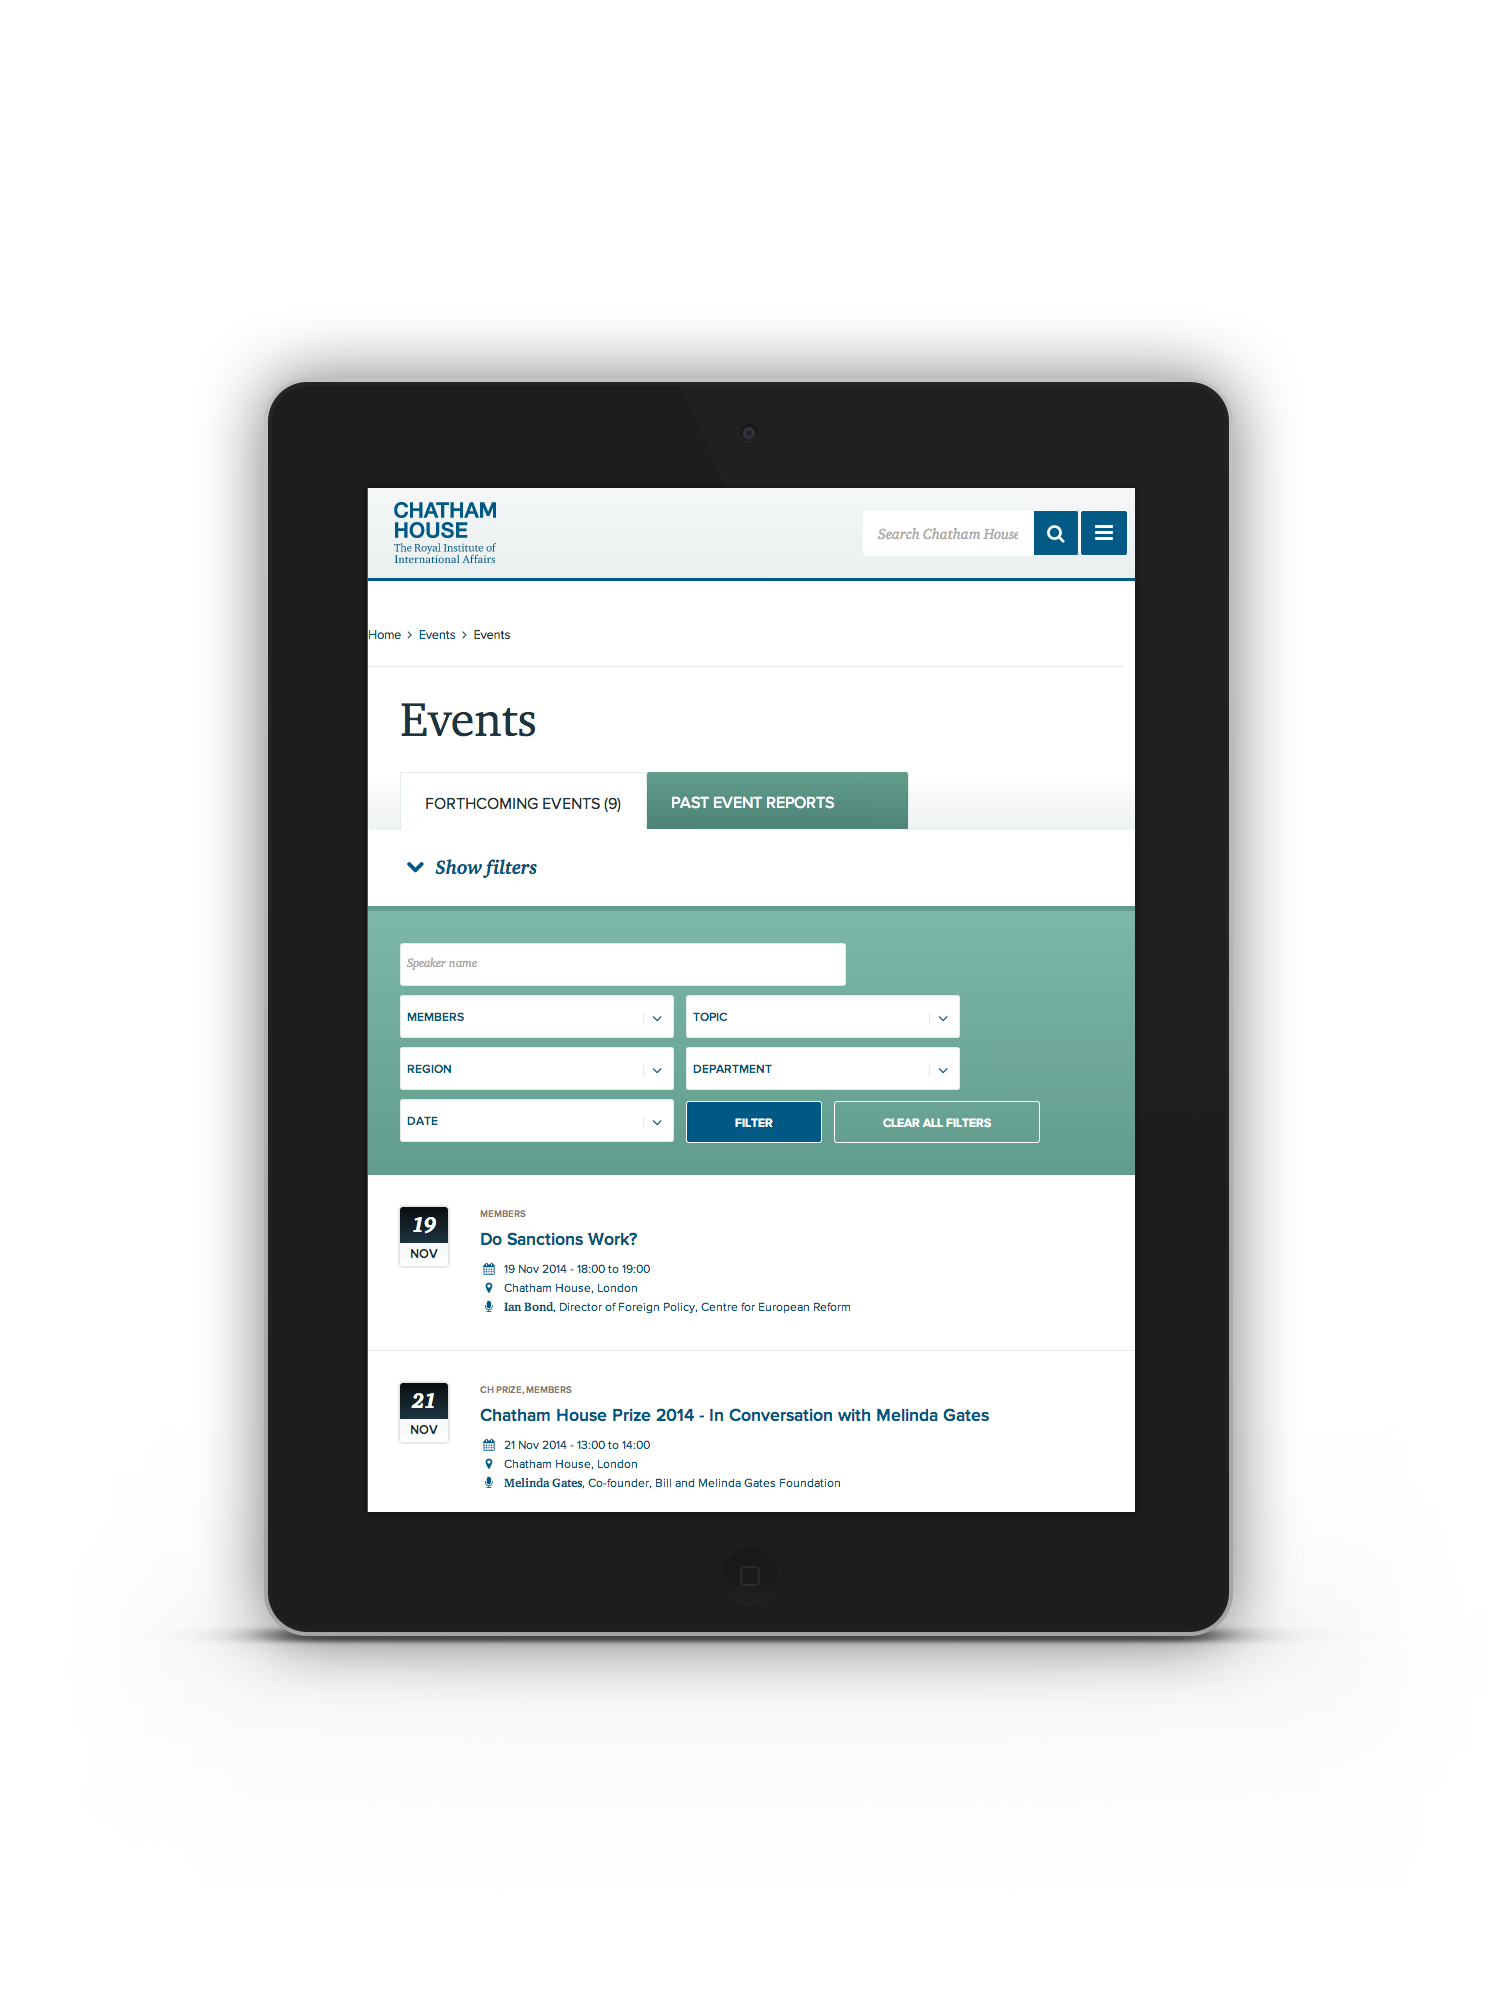 CHATHAM
HOUSE
The Royal Institute of
International Affairs
Search Chatham House
Home > Events > Events
Events
FORTHCOMING EVENTS (9)
PAST EVENT REPORTS
Show filters
Speaker name
MEMBERS
TOPIC
REGION
DEPARTMENT
DATE
FILTER
CLEAR ALL FILTERS
19
NOV
MEMBERS
Do Sanctions Work?
19 Nov 2014 - 18:00 to 19:00
Chatham House, London
Ian Bond, Director of Foreign Policy, Centre for European Reform
21
NOV
CH PRIZE, MEMBERS
Chatham House Prize 2014 - In Conversation with Melinda Gates
21 Nov 2014 - 13:00 to 14:00
Chatham House, London
Melinda Gates, Co-founder, Bill and Melinda Gates Foundation